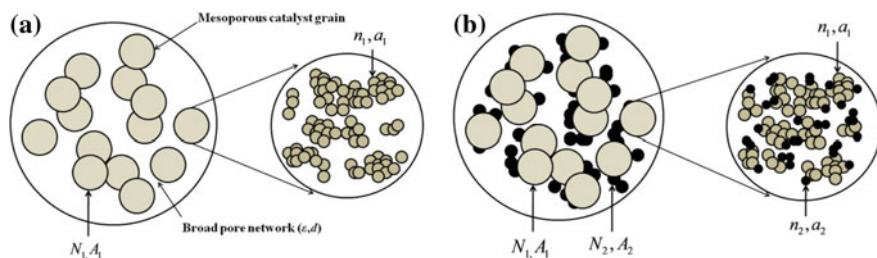 (a)
Mesoporous catalyst grain
n₁, a₁
N₁, A₁
Broad pore network (ε,d)
(b)
n₁, a₁
N₁, A₁
N₂, A₂
n₂, a₂